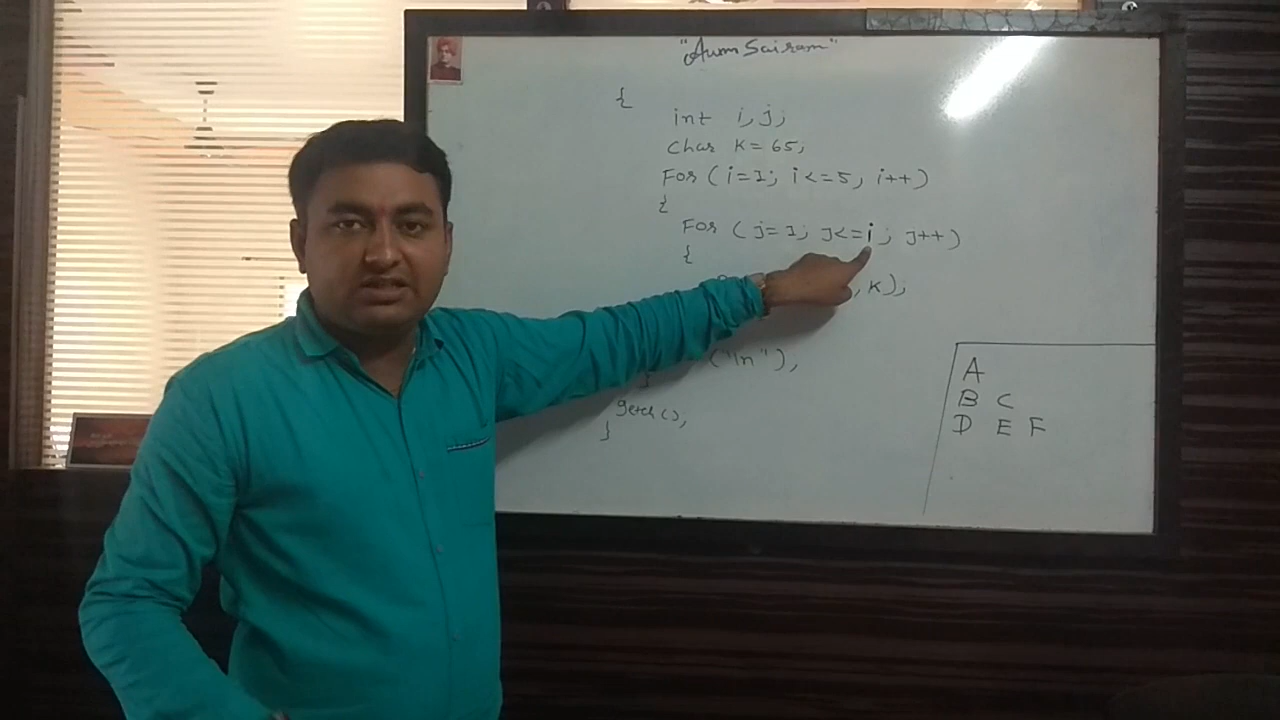 "Aum Sairam"
{
int i,j;
char k = 65;
For ( i=1; i<=5; i++)
{
For (j=1; j<=i; j++)
{
, k);
("\n");
}
getch();
}
A
B C
D E F